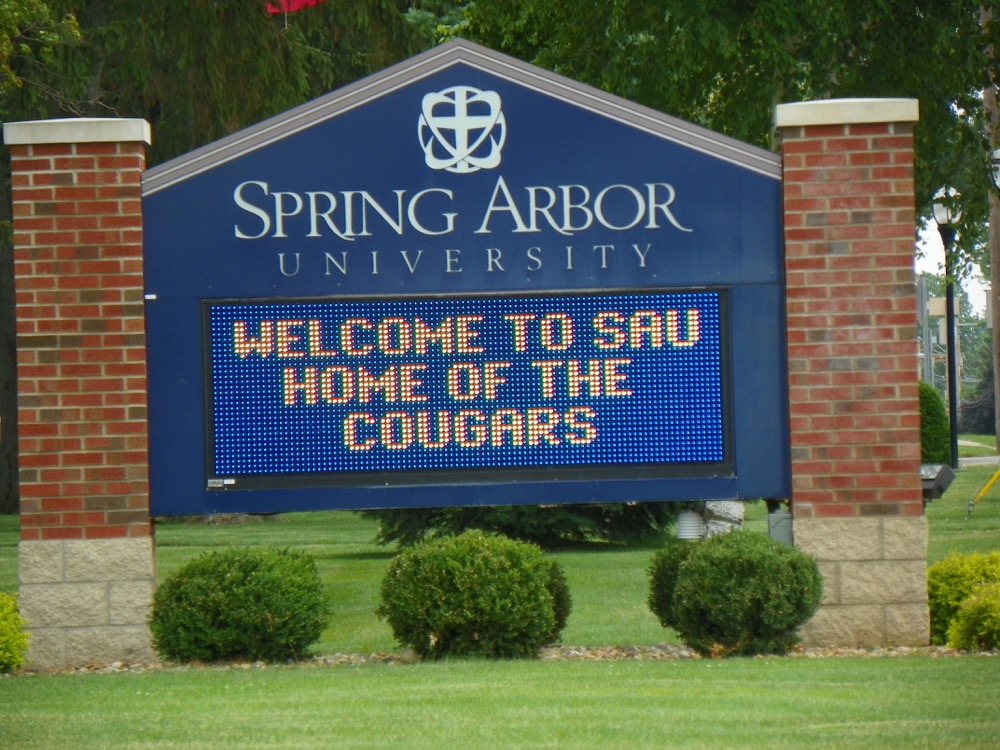 SPRING ARBOR
UNIVERSITY
WELCOME TO SAU
HOME OF THE
COUGARS